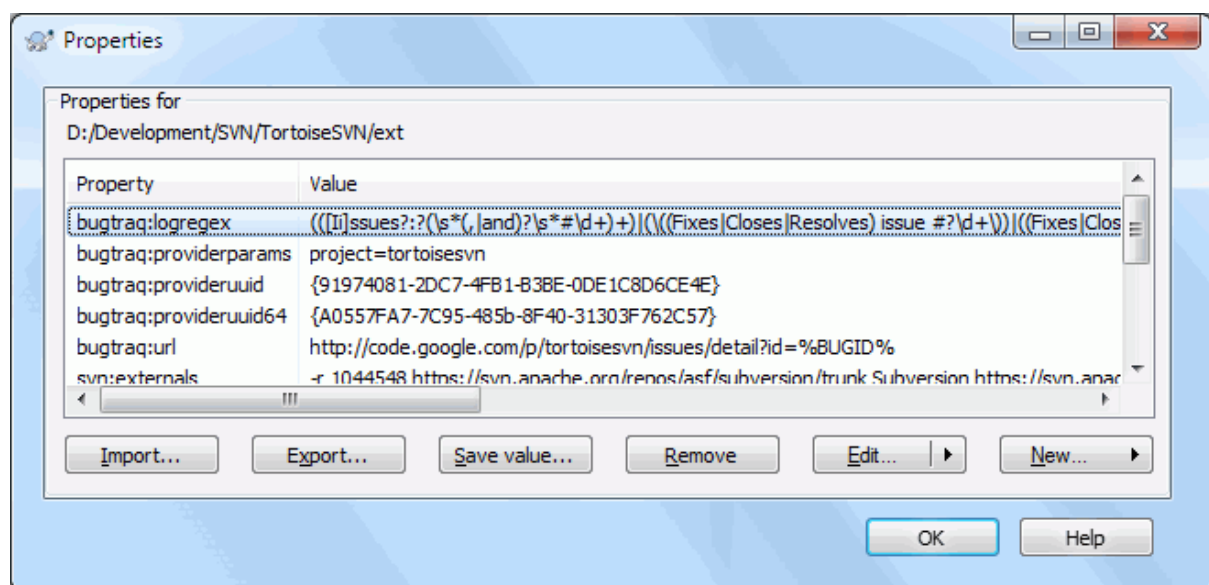 Properties
Properties for
D:/Development/SVN/TortoiseSVN/ext
Property Value
bugtraq:logregex (([Ii]ssues?:?(\s*(,|and)?\s*#\d+)+)|(\((Fixes|Closes|Resolves) issue #?\d+\))|((Fixes|Clos
bugtraq:providerparams project=tortoisesvn
bugtraq:provideruuid {91974081-2DC7-4FB1-B3BE-0DE1C8D6CE4E}
bugtraq:provideruuid64 {A0557FA7-7C95-485b-8F40-31303F762C57}
bugtraq:url http://code.google.com/p/tortoisesvn/issues/detail?id=%BUGID%
svn:externals -r 1044548 https://svn.apache.org/repos/asf/subversion/trunk Subversion https://svn.apac
Import... Export... Save value... Remove Edit... New...
OK Help